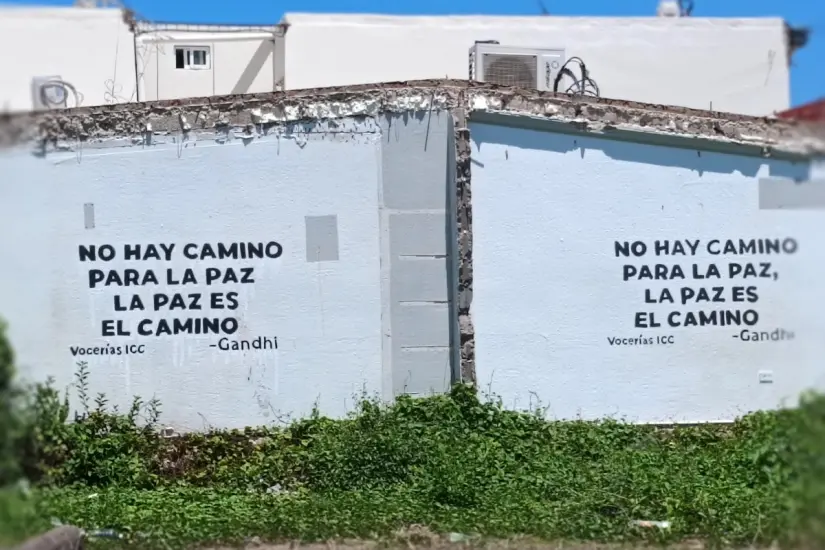 NO HAY CAMINO
PARA LA PAZ
LA PAZ ES
EL CAMINO
Vocerías ICC -Gandhi
NO HAY CAMINO
PARA LA PAZ,
LA PAZ ES
EL CAMINO
Vocerías ICC -Gandhi